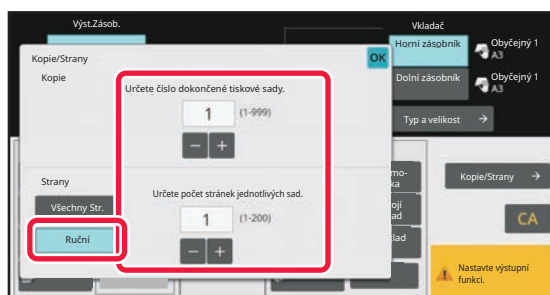 Výst.Zásob.
Vkladač
Horní zásobník
Obyčejný 1
A3
Dolní zásobník
Obyčejný 1
A3
Typ a velikost
Kopie/Strany
OK
Kopie
Určete číslo dokončené tiskové sady.
1
(1-999)
Strany
Všechny Str.
Ruční
Určete počet stránek jednotlivých sad.
1
(1-200)
Kopie/Strany
CA
Nastavte výstupní
funkci.